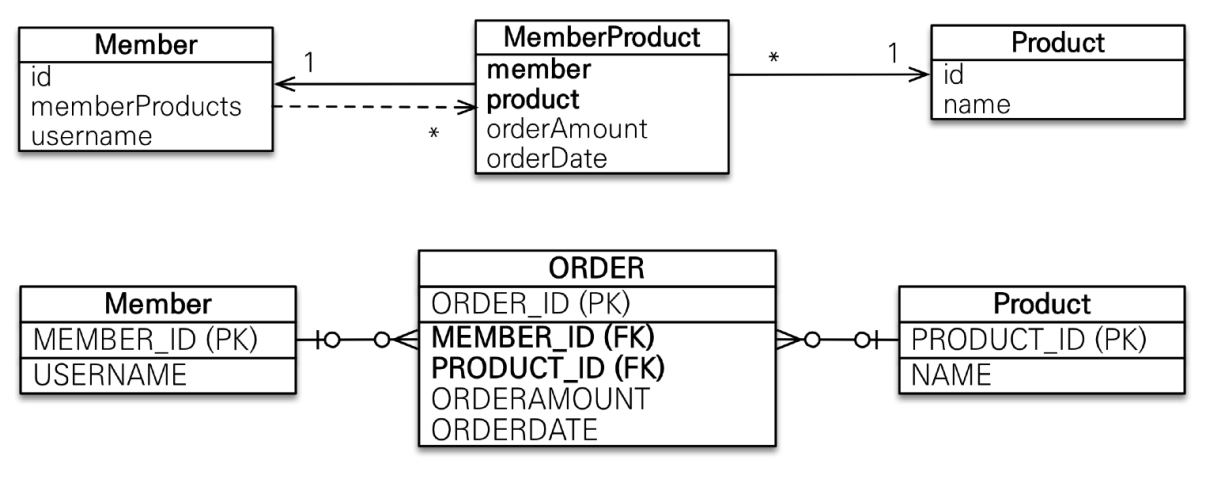 Member
id
memberProducts
username
1
*
MemberProduct
member
product
orderAmount
orderDate
*
1
Product
id
name
Member
MEMBER_ID (PK)
USERNAME
ORDER
ORDER_ID (PK)
MEMBER_ID (FK)
PRODUCT_ID (FK)
ORDERAMOUNT
ORDERDATE
Product
PRODUCT_ID (PK)
NAME